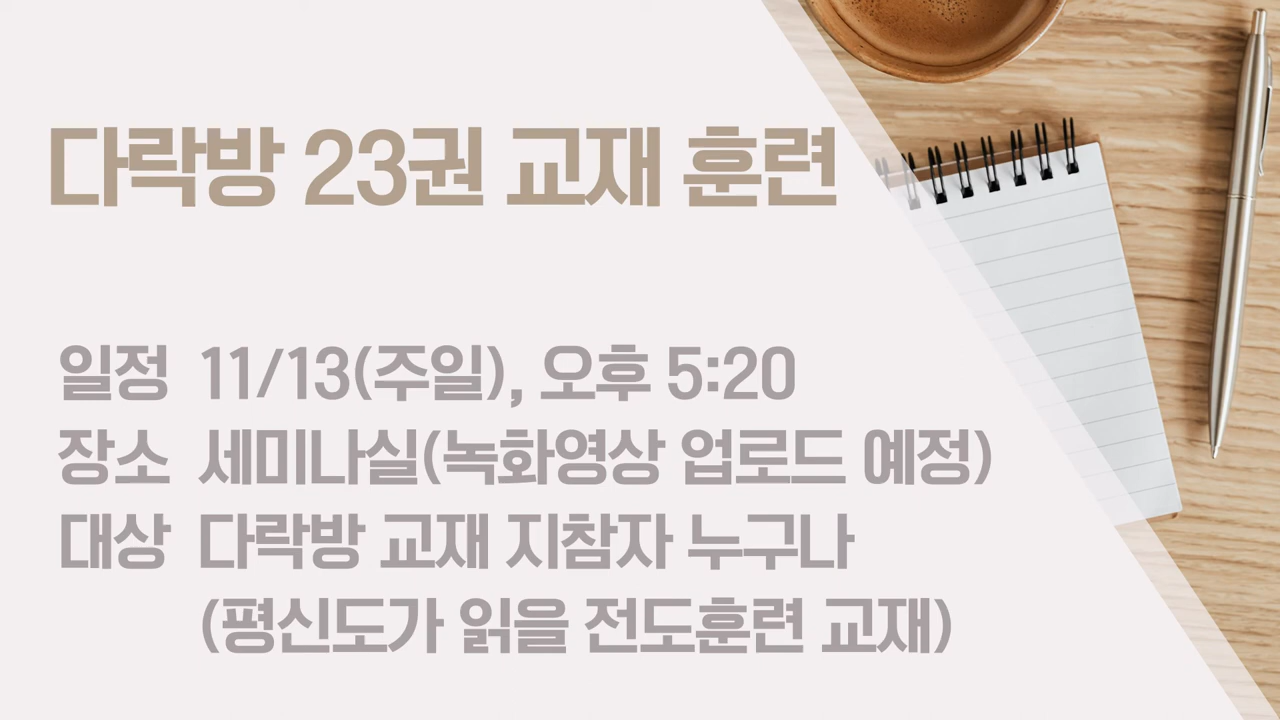 다락방 23권 교재 훈련
일정 11/13(주일), 오후 5:20
장소 세미나실(녹화영상 업로드 예정)
대상 다락방 교재 지참자 누구나
(평신도가 읽을 전도훈련 교재)